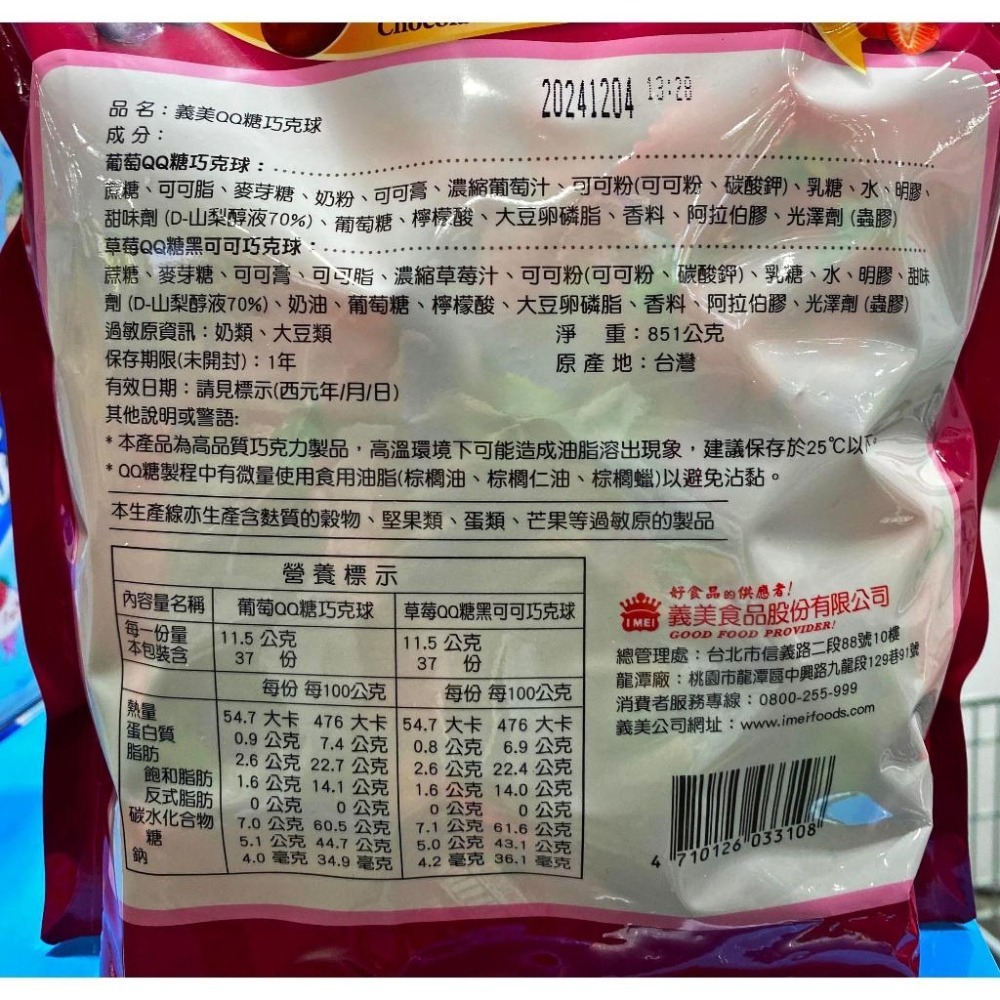 20241204 13:28
品名：義美QQ糖巧克球
成分：
葡萄QQ糖巧克球：
蔗糖、可可脂、麥芽糖、奶粉、可可膏、濃縮葡萄汁、可可粉(可可粉、碳酸鉀)、乳糖、水、明膠、
甜味劑 (D-山梨醇液70%)、葡萄糖、檸檬酸、大豆卵磷脂、香料、阿拉伯膠、光澤劑 (蟲膠)
草莓QQ糖黑可可巧克球：
蔗糖、麥芽糖、可可膏、可可脂、濃縮草莓汁、可可粉(可可粉、碳酸鉀)、乳糖、水、明膠、甜味
劑 (D-山梨醇液70%)、奶油、葡萄糖、檸檬酸、大豆卵磷脂、香料、阿拉伯膠、光澤劑 (蟲膠)
過敏原資訊：奶類、大豆類 淨 重：851公克
保存期限(未開封)：1年 原產地：台灣
有效日期：請見標示(西元年/月/日)
其他說明或警語:
* 本產品為高品質巧克力製品，高溫環境下可能造成油脂溶出現象，建議保存於25℃以
* QQ糖製程中有微量使用食用油脂(棕櫚油、棕櫚仁油、棕櫚蠟)以避免沾黏。
本生產線亦生產含麩質的穀物、堅果類、蛋類、芒果等過敏原的製品
營養標示
內容量名稱 葡萄QQ糖巧克球 草莓QQ糖黑可可巧克球
每一份量 11.5 公克 11.5 公克
本包裝含 37 份 37 份
每份 每100公克 每份 每100公克
熱量 54.7 大卡 476 大卡 54.7 大卡 476 大卡
蛋白質 0.9 公克 7.4 公克 0.8 公克 6.9 公克
脂肪 2.6 公克 22.7 公克 2.6 公克 22.4 公克
飽和脂肪 1.6 公克 14.1 公克 1.6 公克 14.0 公克
反式脂肪 0 公克 0 公克 0 公克 0 公克
碳水化合物 7.0 公克 60.5 公克 7.1 公克 61.6 公克
糖 5.1 公克 44.7 公克 5.0 公克 43.1 公克
鈉 4.0 毫克 34.9 毫克 4.2 毫克 36.1 毫克
好食品的供應者!
I MEI 義美食品股份有限公司
GOOD FOOD PROVIDER!
總管理處：台北市信義路二段88號10樓
龍潭廠：桃園市龍潭區中興路九龍段129巷91號
消費者服務專線：0800-255-999
義美公司網址：www.imeifoods.com
4 710126 033108